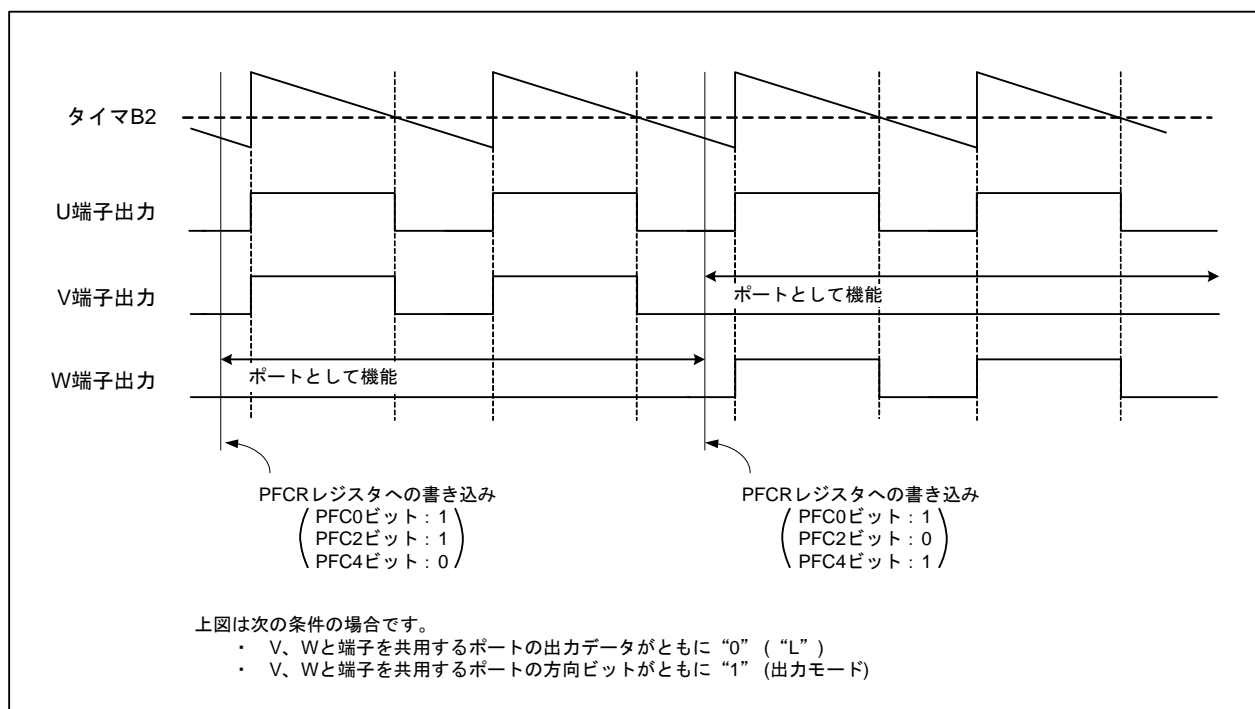 タイマB2
U端子出力
V端子出力
ポートとして機能
W端子出力
ポートとして機能
PFCRレジスタへの書き込み
PFC0ビット：1
PFC2ビット：1
PFC4ビット：0
PFCRレジスタへの書き込み
PFC0ビット：1
PFC2ビット：0
PFC4ビット：1
上図は次の条件の場合です。
・ V、Wと端子を共用するポートの出力データがともに “0” ( “L” )
・ V、Wと端子を共用するポートの方向ビットがともに “1” (出力モード)